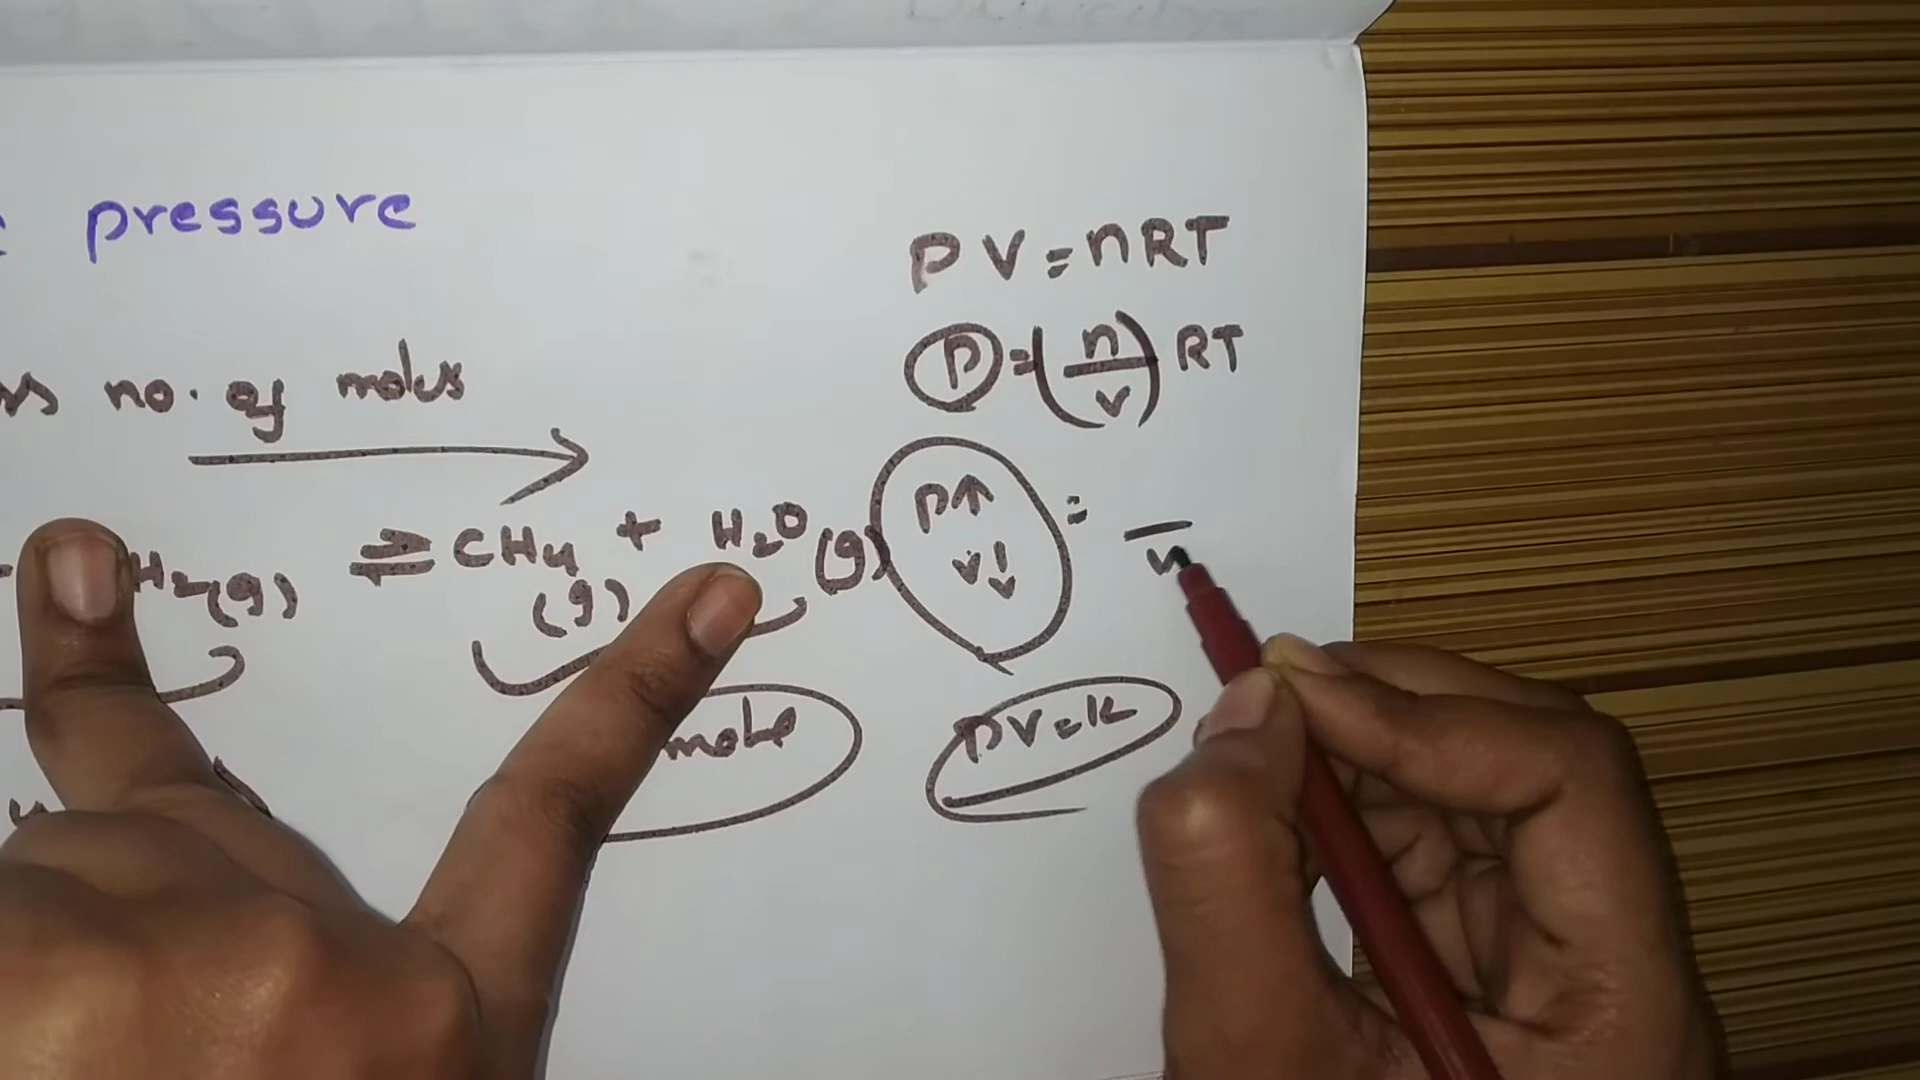 pressure
PV=nRT
P=(n/v)RT
no. of moles
H2(g) ⇌ CH4 + H2O (g)
(g)
P↑ =
v↓
v
mole
PV=k